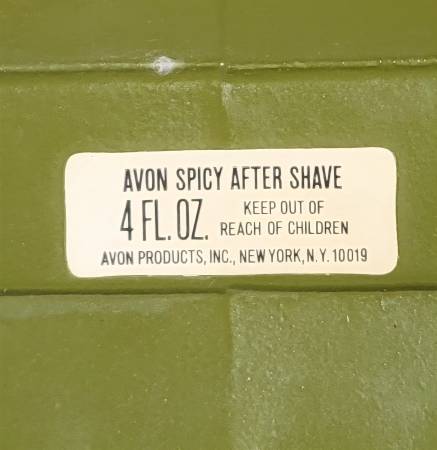 AVON SPICY AFTER SHAVE
4 FL. OZ. KEEP OUT OF
REACH OF CHILDREN
AVON PRODUCTS, INC., NEW YORK, N.Y. 10019